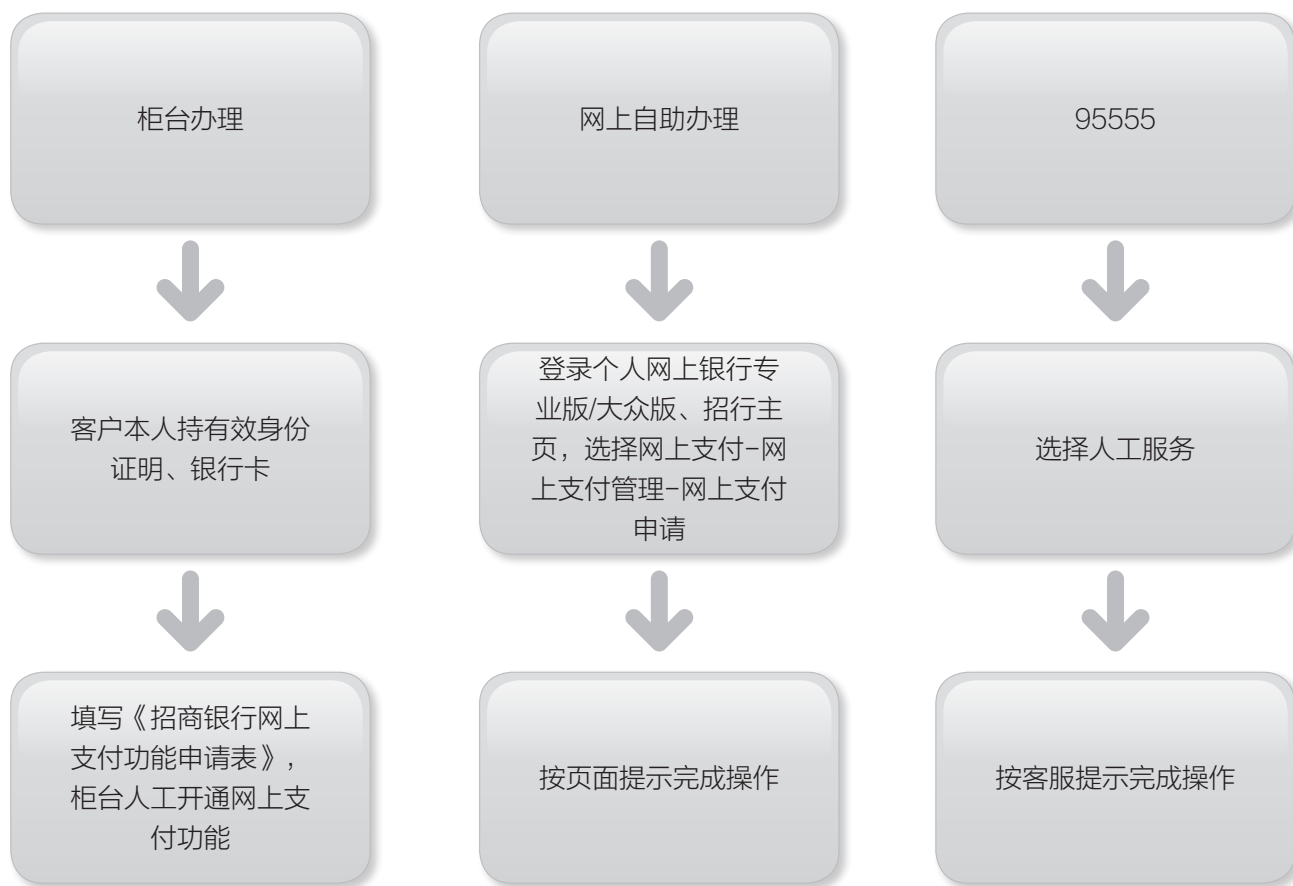 柜台办理
网上自助办理
95555
客户本人持有效身份
证明、银行卡
登录个人网上银行专
业版/大众版、招行主
页，选择网上支付-网
上支付管理-网上支付
申请
选择人工服务
填写《招商银行网上
支付功能申请表》，
柜台人工开通网上支
付功能
按页面提示完成操作
按客服提示完成操作